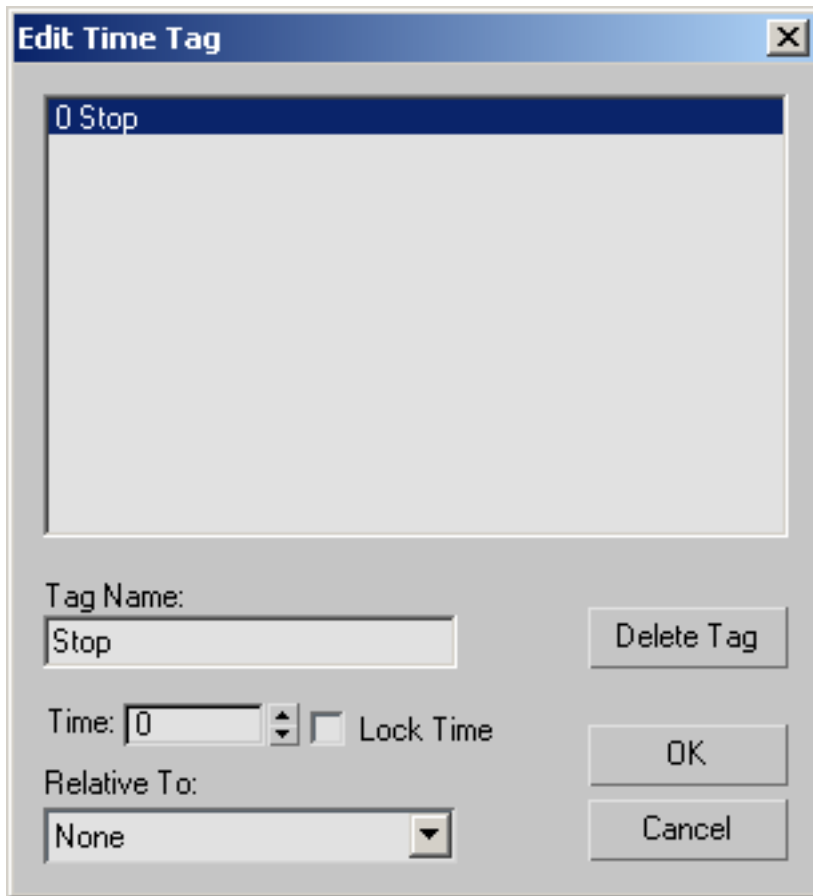 Edit Time Tag
0 Stop
Tag Name:
Stop
Delete Tag
Time: 0 Lock Time
OK
Relative To:
None
Cancel